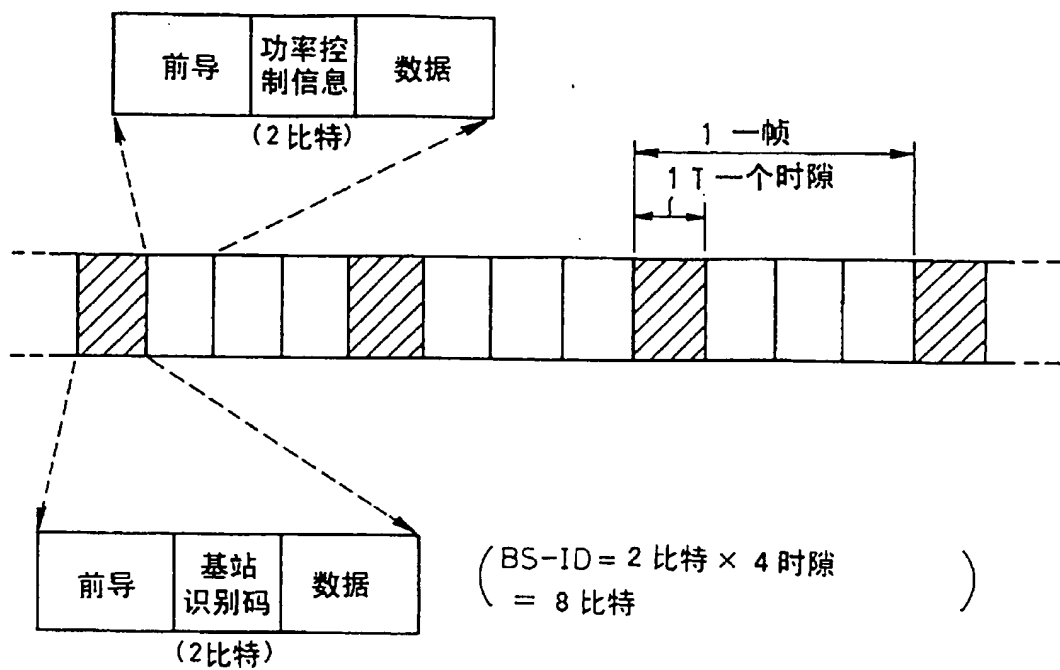 前导
功率控
制信息
数据
(2比特)
1 一帧
1 T 一个时隙
前导
基站
识别码
数据
(2比特)
(BS-ID = 2 比特 × 4 时隙
= 8 比特)